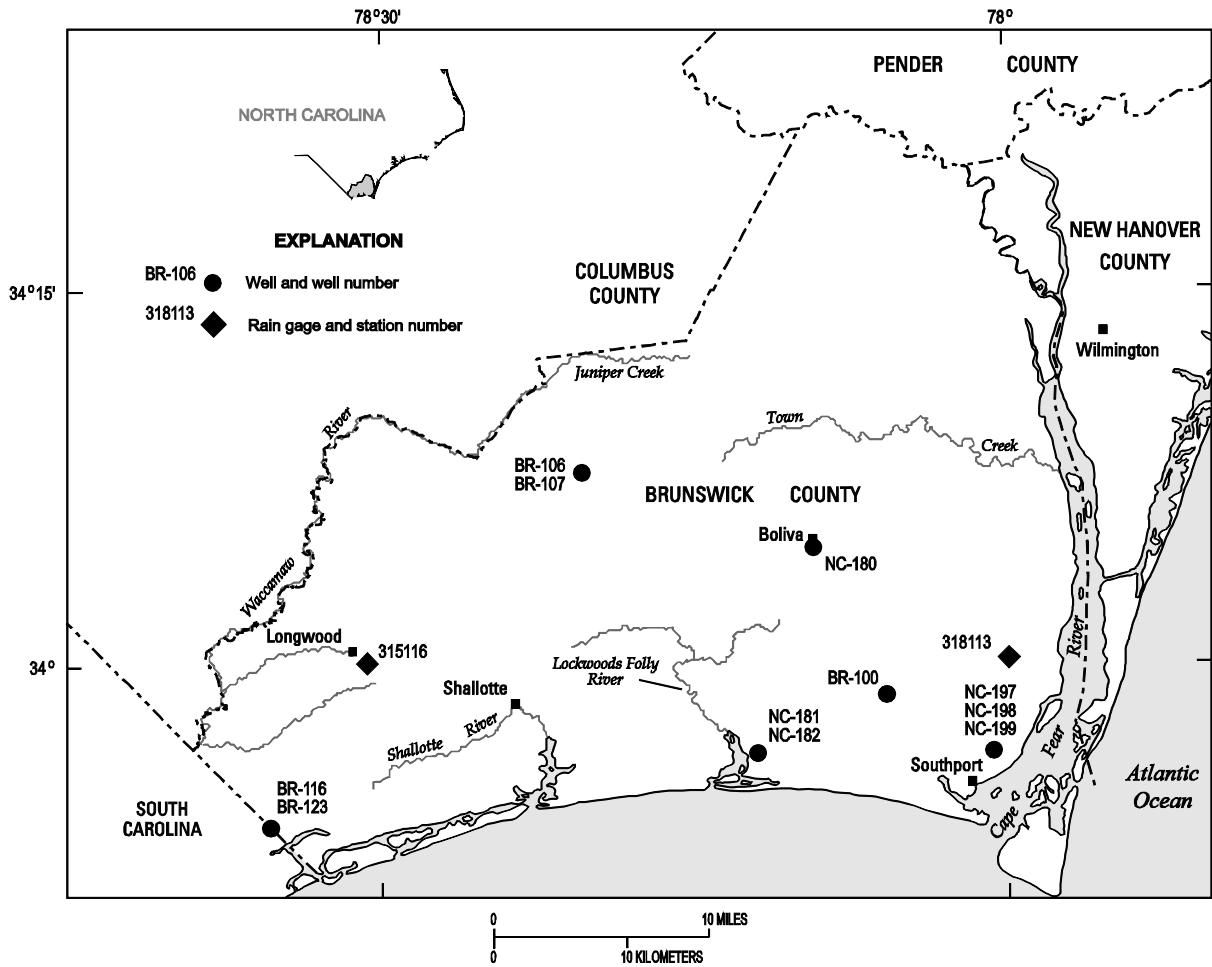 78°30'
78°
PENDER COUNTY
NORTH CAROLINA
EXPLANATION
BR-106
Well and well number
318113
Rain gage and station number
COLUMBUS
COUNTY
NEW HANOVER
COUNTY
34°15'
Wilmington
Juniper Creek
River
Town
Creek
BR-106
BR-107
BRUNSWICK COUNTY
Boliva
NC-180
Waccamaw
Longwood
315116
34°
Lockwoods Folly
River
318113
River
Shallotte
BR-100
NC-197
NC-198
NC-199
NC-181
NC-182
Shallotte River
Fear
Southport
Cape
Atlantic
Ocean
BR-116
BR-123
SOUTH
CAROLINA
0 10 MILES
0 10 KILOMETERS